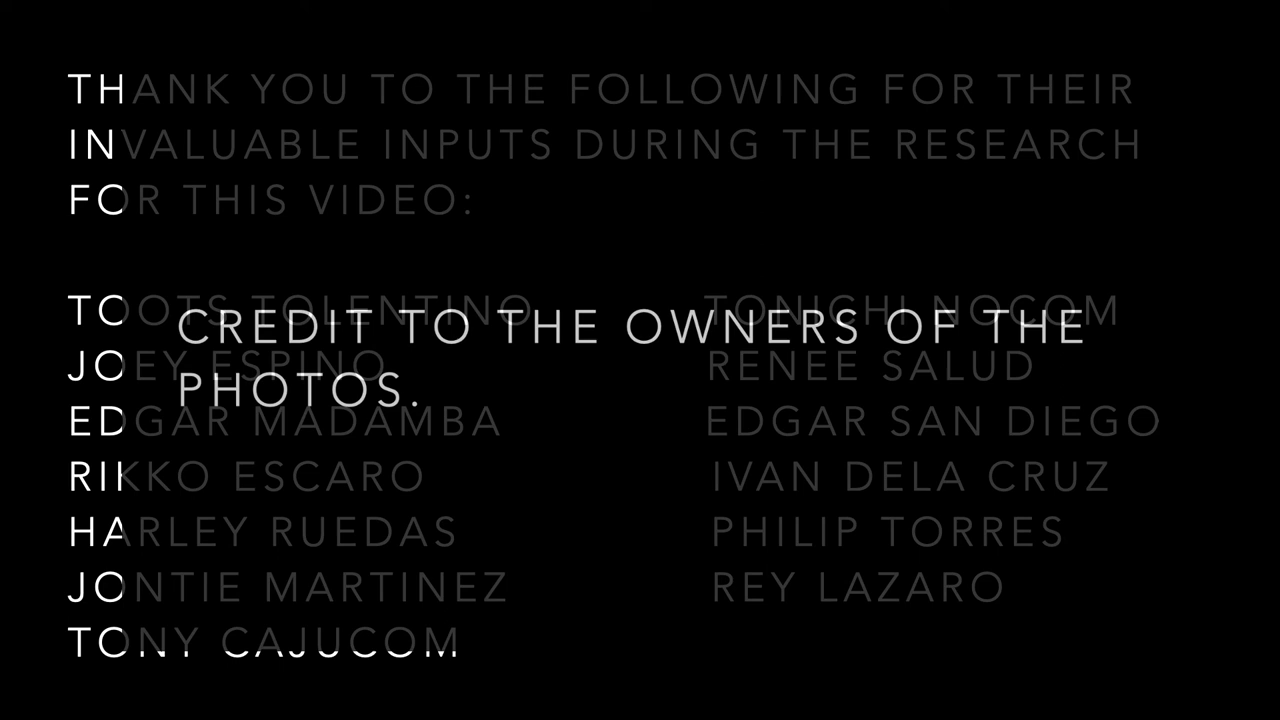 THANK YOU TO THE FOLLOWING FOR THEIR
INVALUABLE INPUTS DURING THE RESEARCH
FOR THIS VIDEO:
TOOTS TOLENTINO
JOEY ESPINO
EDGAR MADAMBA
RIKKO ESCARO
HARLEY RUEDAS
JONTIE MARTINEZ
TONY CAJUCOM
TONICHI NOCOM
RENEE SALUD
EDGAR SAN DIEGO
IVAN DELA CRUZ
PHILIP TORRES
REY LAZARO
CREDIT TO THE OWNERS OF THE
PHOTOS.